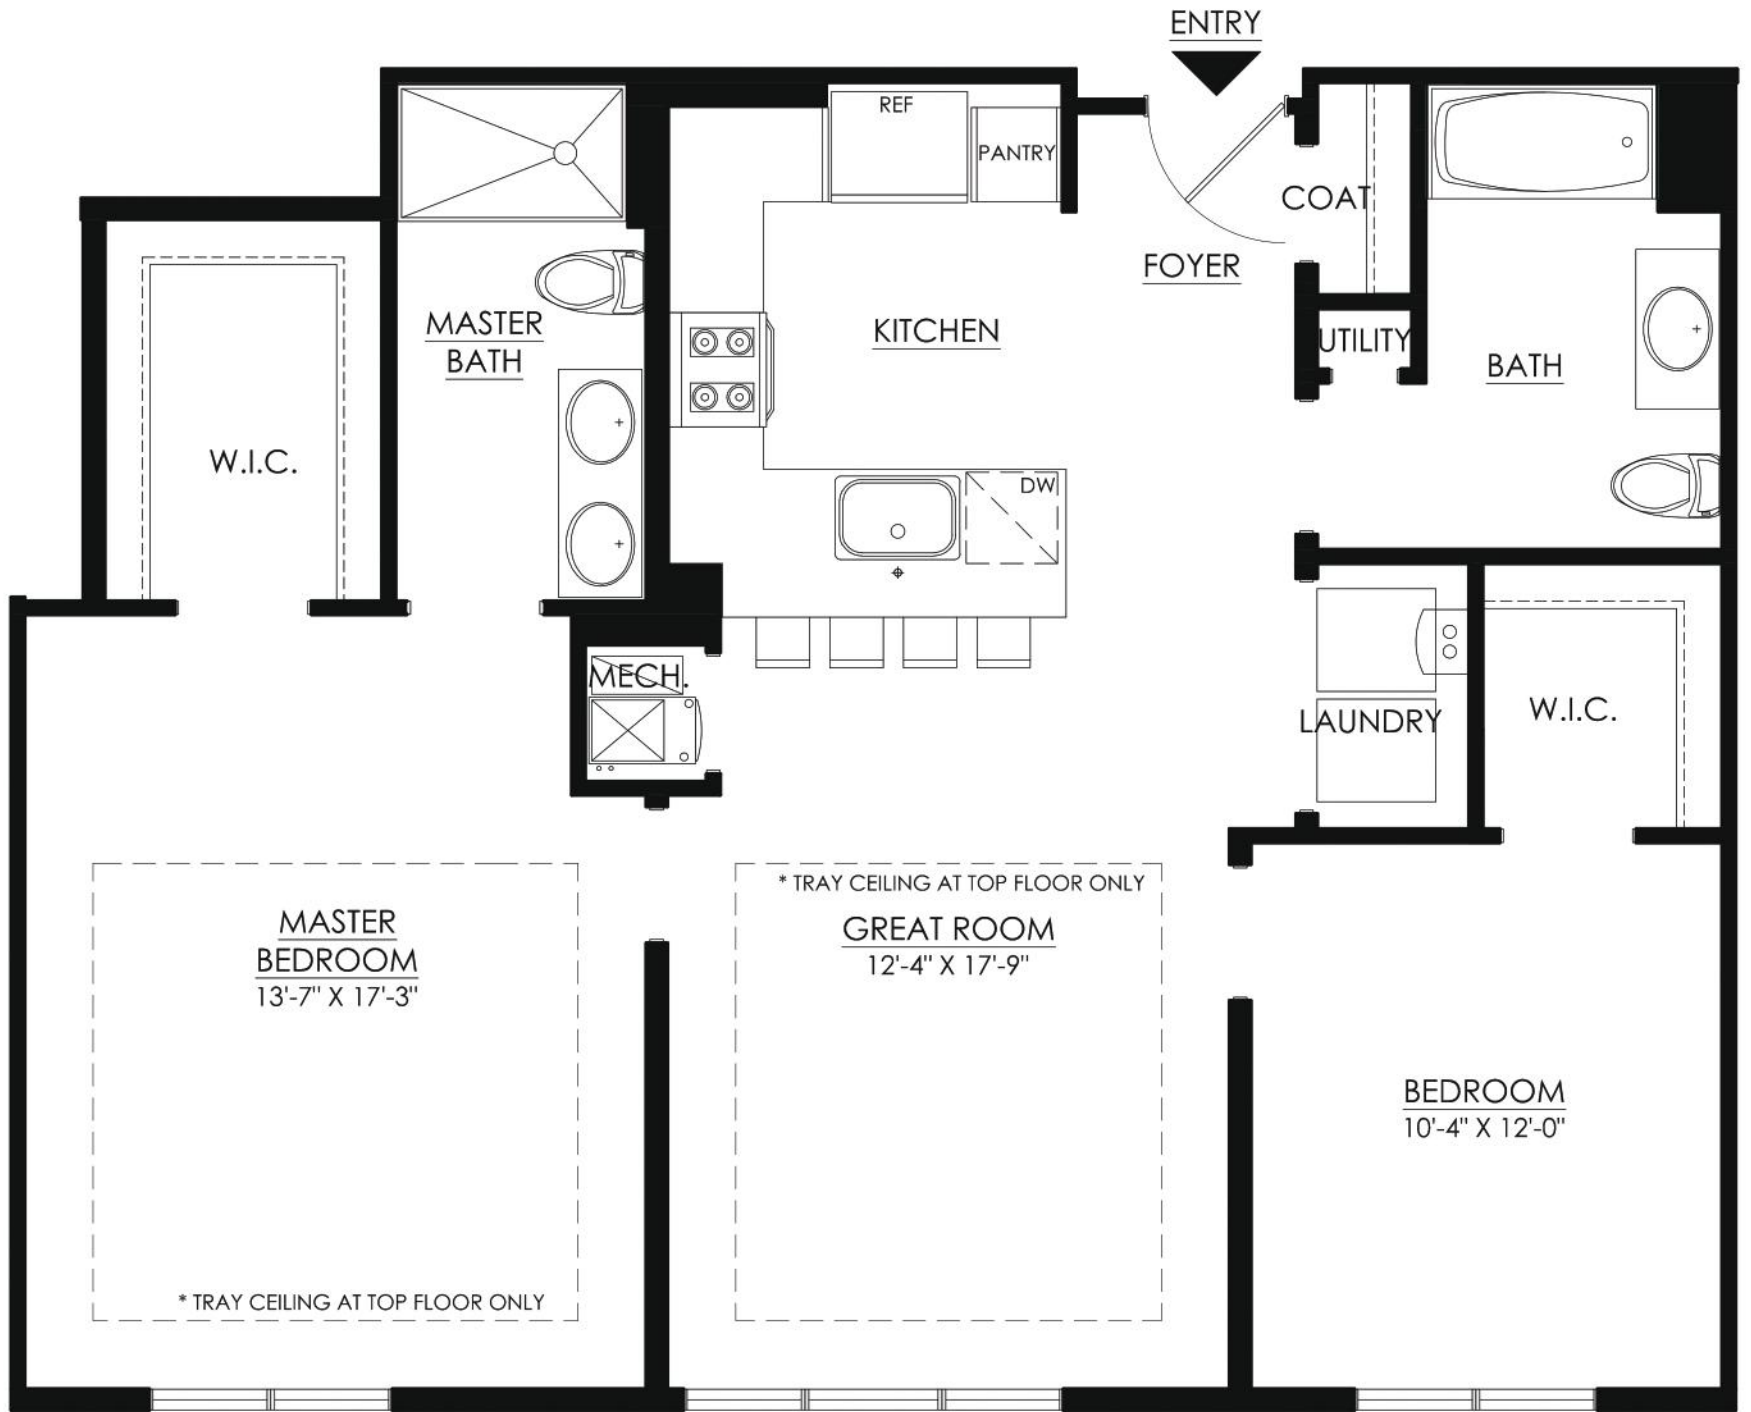 ENTRY
REF
PANTRY
COAT
FOYER
MASTER
BATH
KITCHEN
UTILITY
BATH
W.I.C.
DW
MECH.
LAUNDRY
W.I.C.
* TRAY CEILING AT TOP FLOOR ONLY
MASTER
BEDROOM
13'-7" X 17'-3"
GREAT ROOM
12'-4" X 17'-9"
BEDROOM
10'-4" X 12'-0"
* TRAY CEILING AT TOP FLOOR ONLY